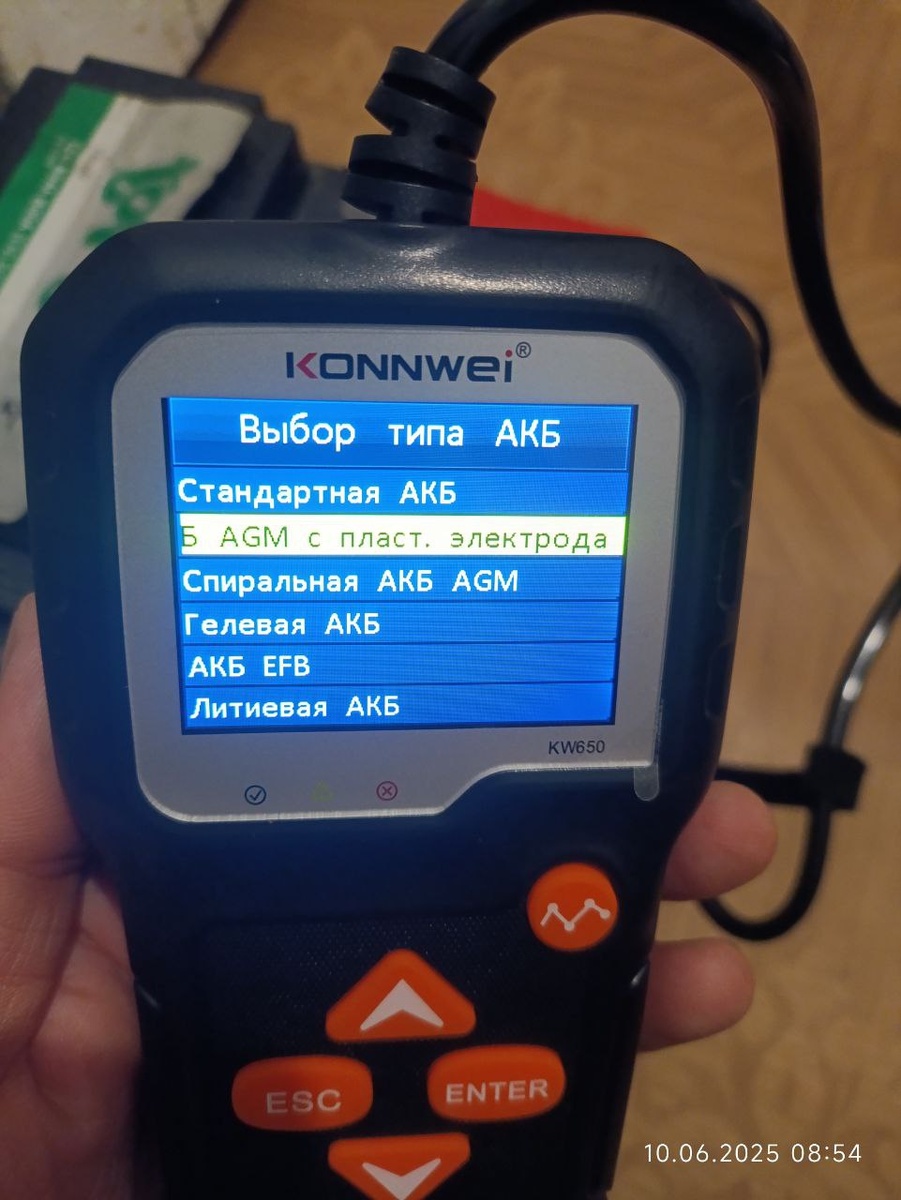 KONNWEI®
Выбор типа АКБ
Стандартная АКБ
Б AGM с пласт. электрода
Спиральная АКБ AGM
Гелевая АКБ
АКБ EFB
Литиевая АКБ
KW650
ESC
ENTER
10.06.2025 08:54